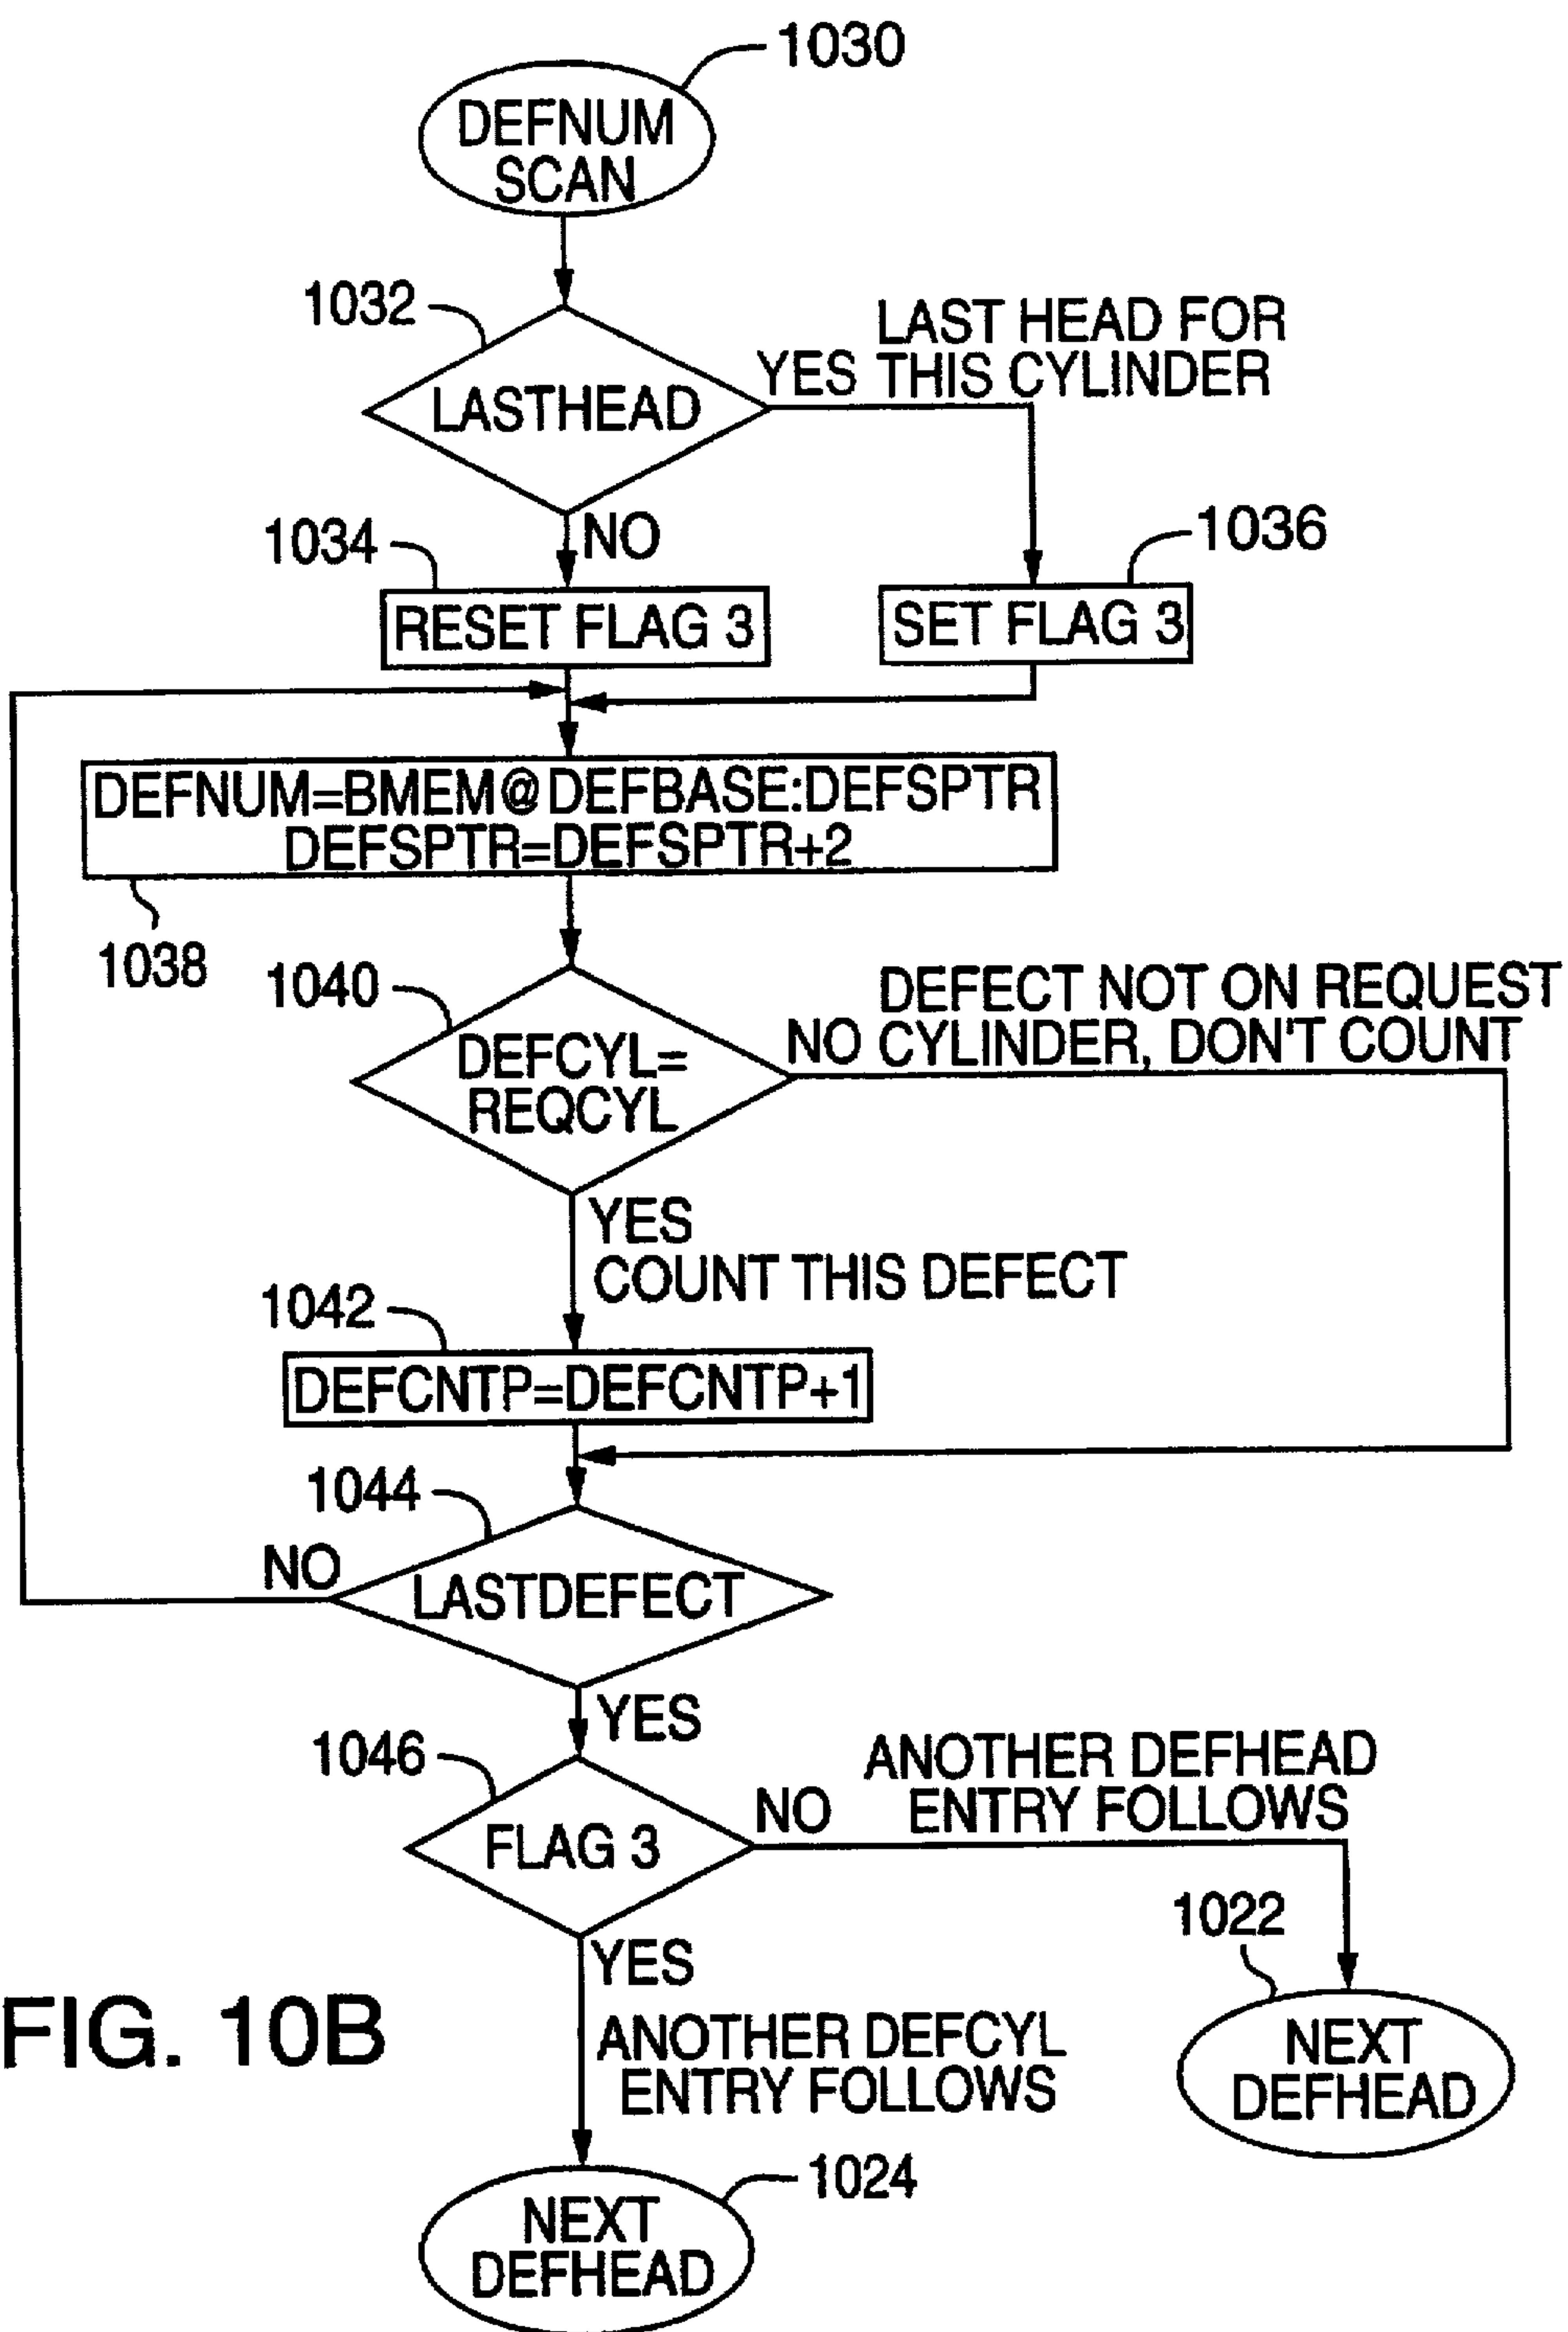 1030
DEFNUM
SCAN
1032
LASTHEAD
LAST HEAD FOR
YES THIS CYLINDER
NO
1034
RESET FLAG 3
1036
SET FLAG 3
DEFNUM=BMEM@DEFBASE:DEFSPTR
DEFSPTR=DEFSPTR+2
1038
1040
DEFCYL=
REQCYL
DEFECT NOT ON REQUEST
NO CYLINDER, DON'T COUNT
YES
COUNT THIS DEFECT
1042
DEFCNTP=DEFCNTP+1
1044
NO
LASTDEFECT
YES
1046
FLAG 3
ANOTHER DEFHEAD
NO ENTRY FOLLOWS
1022
NEXT
DEFHEAD
YES
ANOTHER DEFCYL
ENTRY FOLLOWS
1024
NEXT
DEFHEAD
FIG. 10B